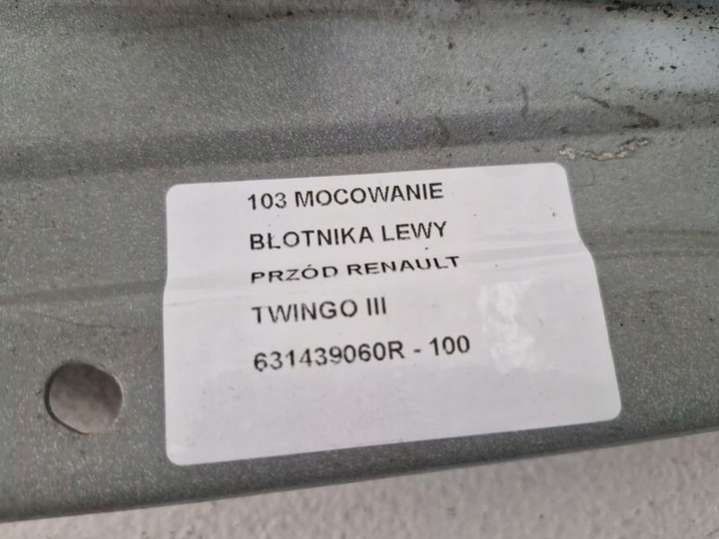 103 MOCOWANIE
BŁOTNIKA LEWY
PRZÓD RENAULT
TWINGO III
631439060R - 100